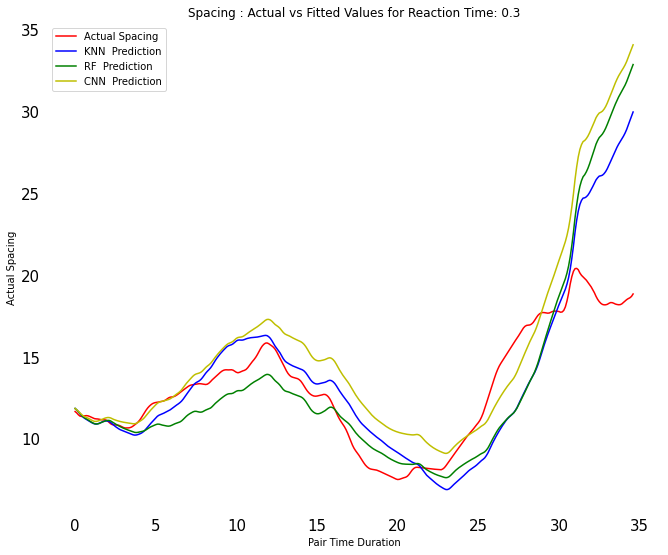 Spacing : Actual vs Fitted Values for Reaction Time: 0.3
Actual Spacing
KNN  Prediction
RF  Prediction
CNN  Prediction
35
30
25
20
15
10
Actual Spacing
0 5 10 15 20 25 30 35
Pair Time Duration